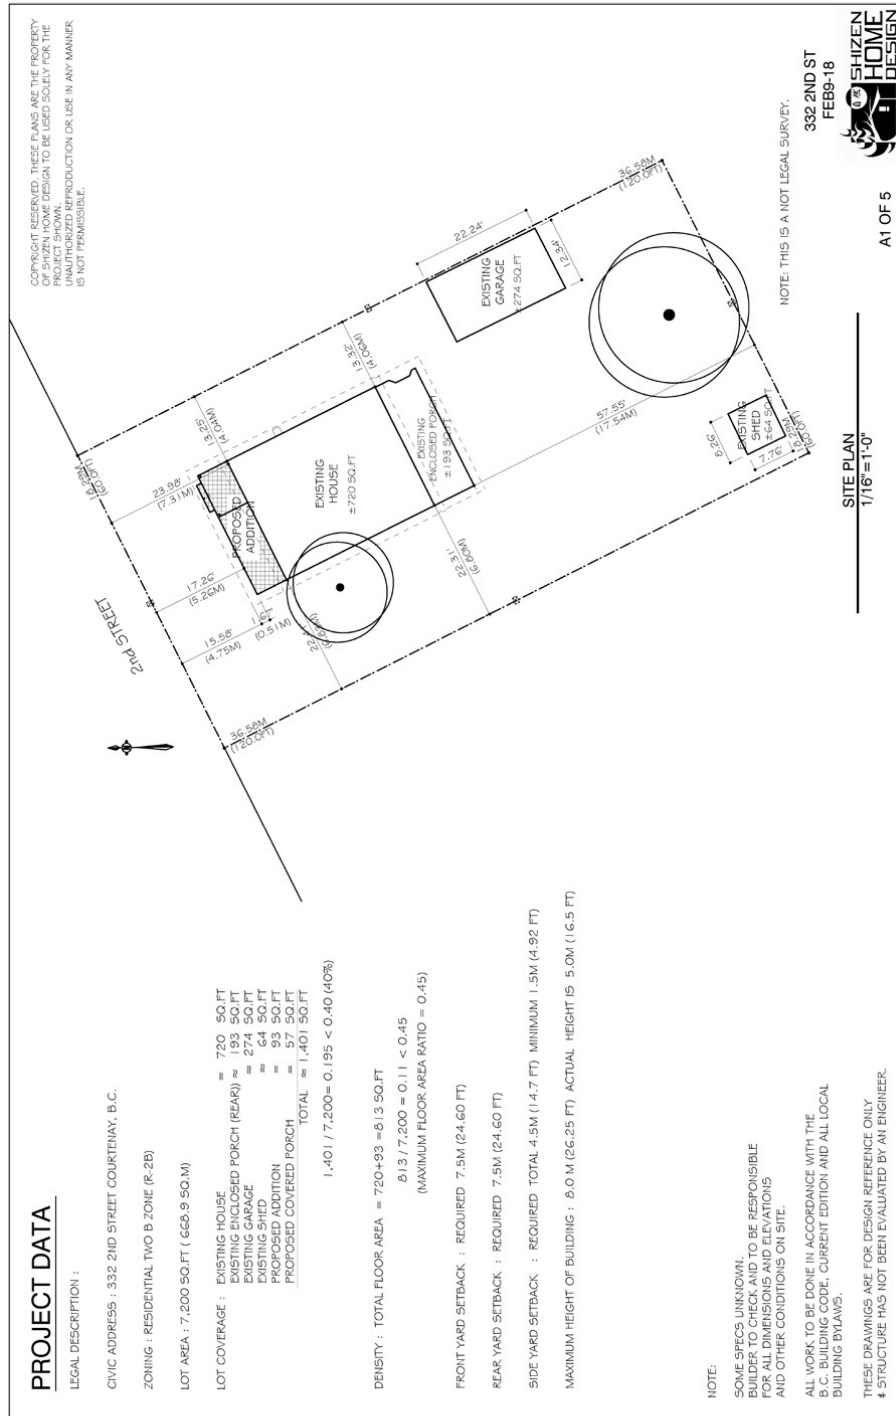 PROJECT DATA
LEGAL DESCRIPTION :
CIVIC ADDRESS : 332 2ND STREET COURTENAY, B.C.
ZONING : RESIDENTIAL TWO B ZONE (R-2B)
LOT AREA : 7,200 SQ.FT ( 668.9 SQ.M)
LOT COVERAGE : EXISTING HOUSE = 720 SQ.FT
EXISTING ENCLOSED PORCH (REAR)) ≈ 193 SQ.FT
EXISTING GARAGE ≈ 274 SQ.FT
EXISTING SHED ≈ 64 SQ.FT
PROPOSED ADDITION = 93 SQ.FT
PROPOSED COVERED PORCH = 57 SQ.FT
TOTAL ≈ 1,401 SQ.FT
1,401 / 7,200= 0.195 < 0.40 (40%)
DENSITY : TOTAL FLOOR AREA = 720+93 =813 SQ.FT
813 / 7,200 = 0.11 < 0.45
(MAXIMUM FLOOR AREA RATIO = 0.45)
FRONT YARD SETBACK : REQUIRED 7.5M (24.60 FT)
REAR YARD SETBACK : REQUIRED 7.5M (24.60 FT)
SIDE YARD SETBACK : REQUIRED TOTAL 4.5M (14.7 FT) MINIMUM 1.5M (4.92 FT)
MAXIMUM HEIGHT OF BUILDING : 8.0 M (26.25 FT) ACTUAL HEIGHT IS 5.0M (16.5 FT)
NOTE:
SOME SPECS UNKNOWN.
BUILDER TO CHECK AND TO BE RESPONSIBLE
FOR ALL DIMENSIONS AND ELEVATIONS
AND OTHER CONDITIONS ON SITE.
ALL WORK TO BE DONE IN ACCORDANCE WITH THE
B.C. BUILDING CODE, CURRENT EDITION AND ALL LOCAL
BUILDING BYLAWS.
THESE DRAWINGS ARE FOR DESIGN REFERENCE ONLY
& STRUCTURE HAS NOT BEEN EVALUATED BY AN ENGINEER.
COPYRIGHT RESERVED. THESE PLANS ARE THE PROPERTY
OF SHIZEN HOME DESIGN TO BE USED SOLELY FOR THE
PROJECT SHOWN.
UNAUTHORIZED REPRODUCTION OR USE IN ANY MANNER
IS NOT PERMISSIBLE.
2nd STREET
N
18.29M
(60.0FT)
36.58M
(120.0FT)
15.58'
(4.75M)
17.26'
(5.26M)
23.98'
(7.31M)
1.67'
(0.51M)
13.25'
(4.04M)
13.32'
(4.06M)
22.31'
(6.80M)
57.55'
(17.54M)
PROPOSED
ADDITION
EXISTING
HOUSE
±720 SQ.FT
EXISTING
ENCLOSED PORCH
±193 SQ.FT
EXISTING
GARAGE
±274 SQ.FT
22.24'
12.34'
EXISTING
SHED
±64 SQ.FT
8.26'
7.76'
18.29M
(60.0FT)
36.58M
(120.0FT)
SITE PLAN
1/16"=1'-0"
NOTE: THIS IS A NOT LEGAL SURVEY.
332 2ND ST
FEB9-18
A1 OF 5
自然
SHIZEN
HOME
DESIGN